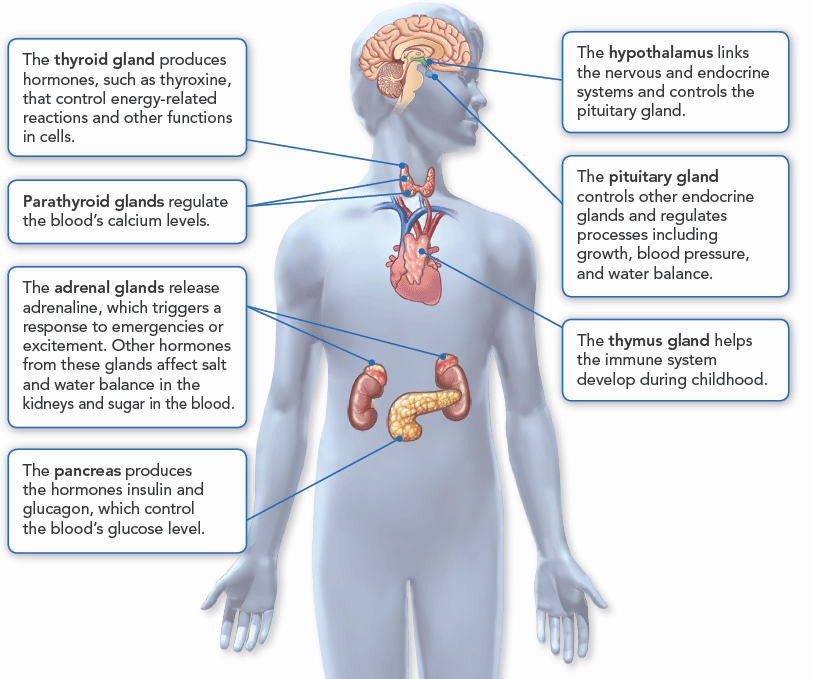 The thyroid gland produces
hormones, such as thyroxine,
that control energy-related
reactions and other functions
in cells.
Parathyroid glands regulate
the blood's calcium levels.
The adrenal glands release
adrenaline, which triggers a
response to emergencies or
excitement. Other hormones
from these glands affect salt
and water balance in the
kidneys and sugar in the blood.
The pancreas produces
the hormones insulin and
glucagon, which control
the blood's glucose level.
The hypothalamus links
the nervous and endocrine
systems and controls the
pituitary gland.
The pituitary gland
controls other endocrine
glands and regulates
processes including
growth, blood pressure,
and water balance.
The thymus gland helps
the immune system
develop during childhood.